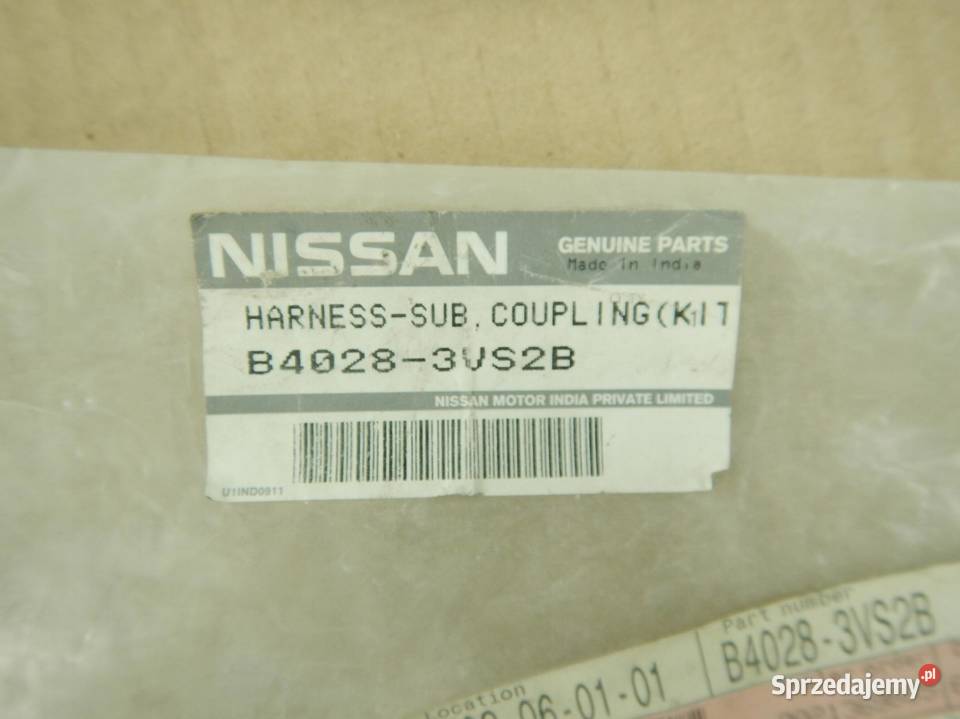 NISSAN
GENUINE PARTS
Made in India
HARNESS-SUB, COUPLING(KIT
1
B4028-3VS2B
NISSAN MOTOR INDIA PRIVATE LIMITED
U1IND0911
Part number
B4028-3VS2B
Location
06-01-01
Sprzedajemy.pl